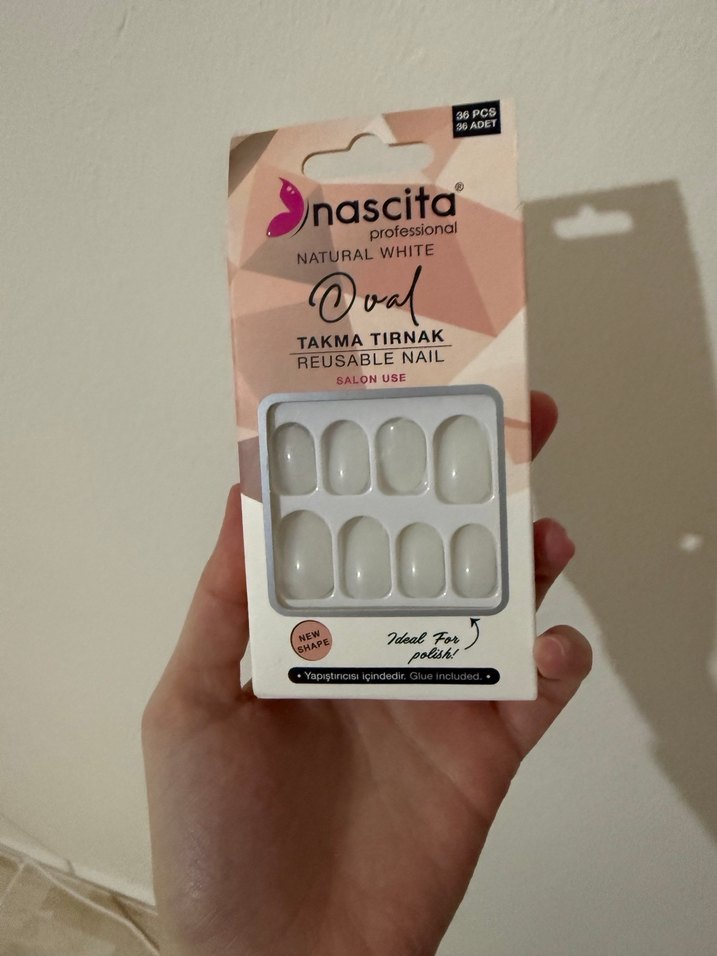 36 PCS
36 ADET
nascita®
professional
NATURAL WHITE
Oval
TAKMA TIRNAK
REUSABLE NAIL
SALON USE
NEW
SHAPE
Ideal For
polish!
• Yapıştırıcısı içindedir. Glue included. •